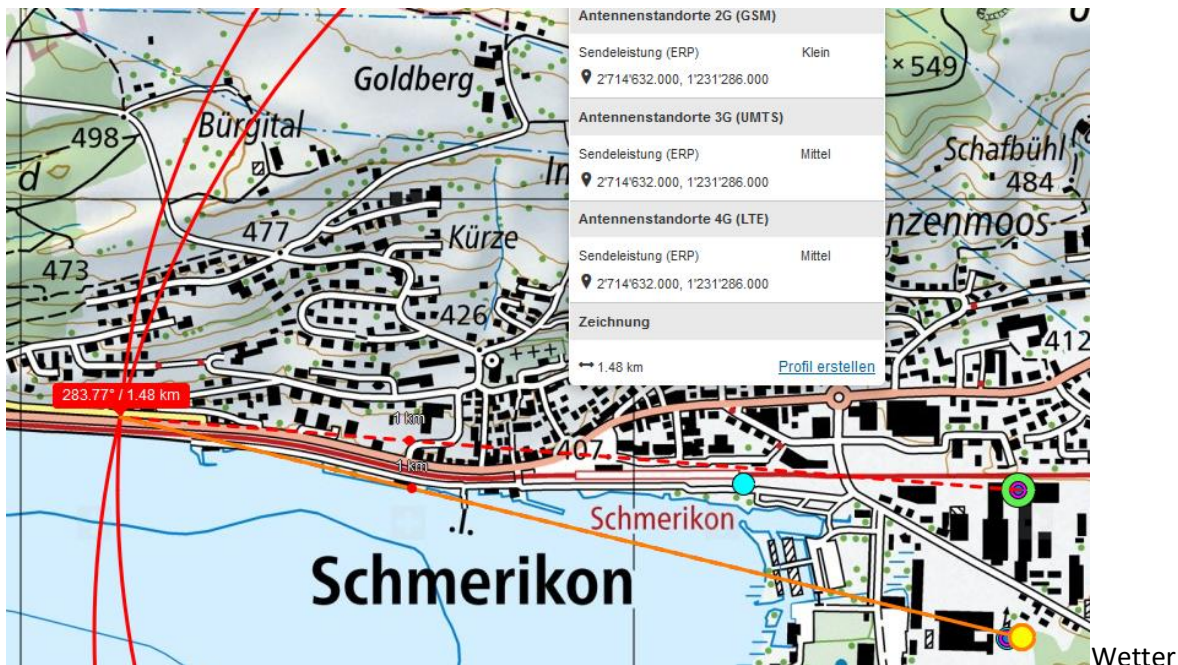 Antennenstandorte 2G (GSM)
Sendeleistung (ERP) Klein
2'714'632.000, 1'231'286.000
Antennenstandorte 3G (UMTS)
Sendeleistung (ERP) Mittel
2'714'632.000, 1'231'286.000
Antennenstandorte 4G (LTE)
Sendeleistung (ERP) Mittel
2'714'632.000, 1'231'286.000
Zeichnung
1.48 km Profil erstellen
Goldberg
× 549
498
Bürgital
Schafbühl
484
d
In
nzenmoos
477
Kürze
473
426
412
283.77° / 1.48 km
1 km
407
1 km
Schmerikon
Schmerikon
Wetter